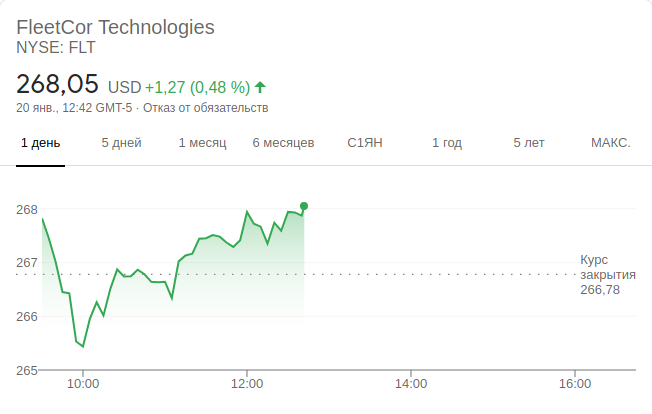 FleetCor Technologies
NYSE: FLT
268,05 USD +1,27 (0,48 %)
20 янв., 12:42 GMT-5 · Отказ от обязательств
1 день 5 дней 1 месяц 6 месяцев С1ЯН 1 год 5 лет МАКС.
268
267
266
265
Курс
закрытия
266,78
10:00 12:00 14:00 16:00